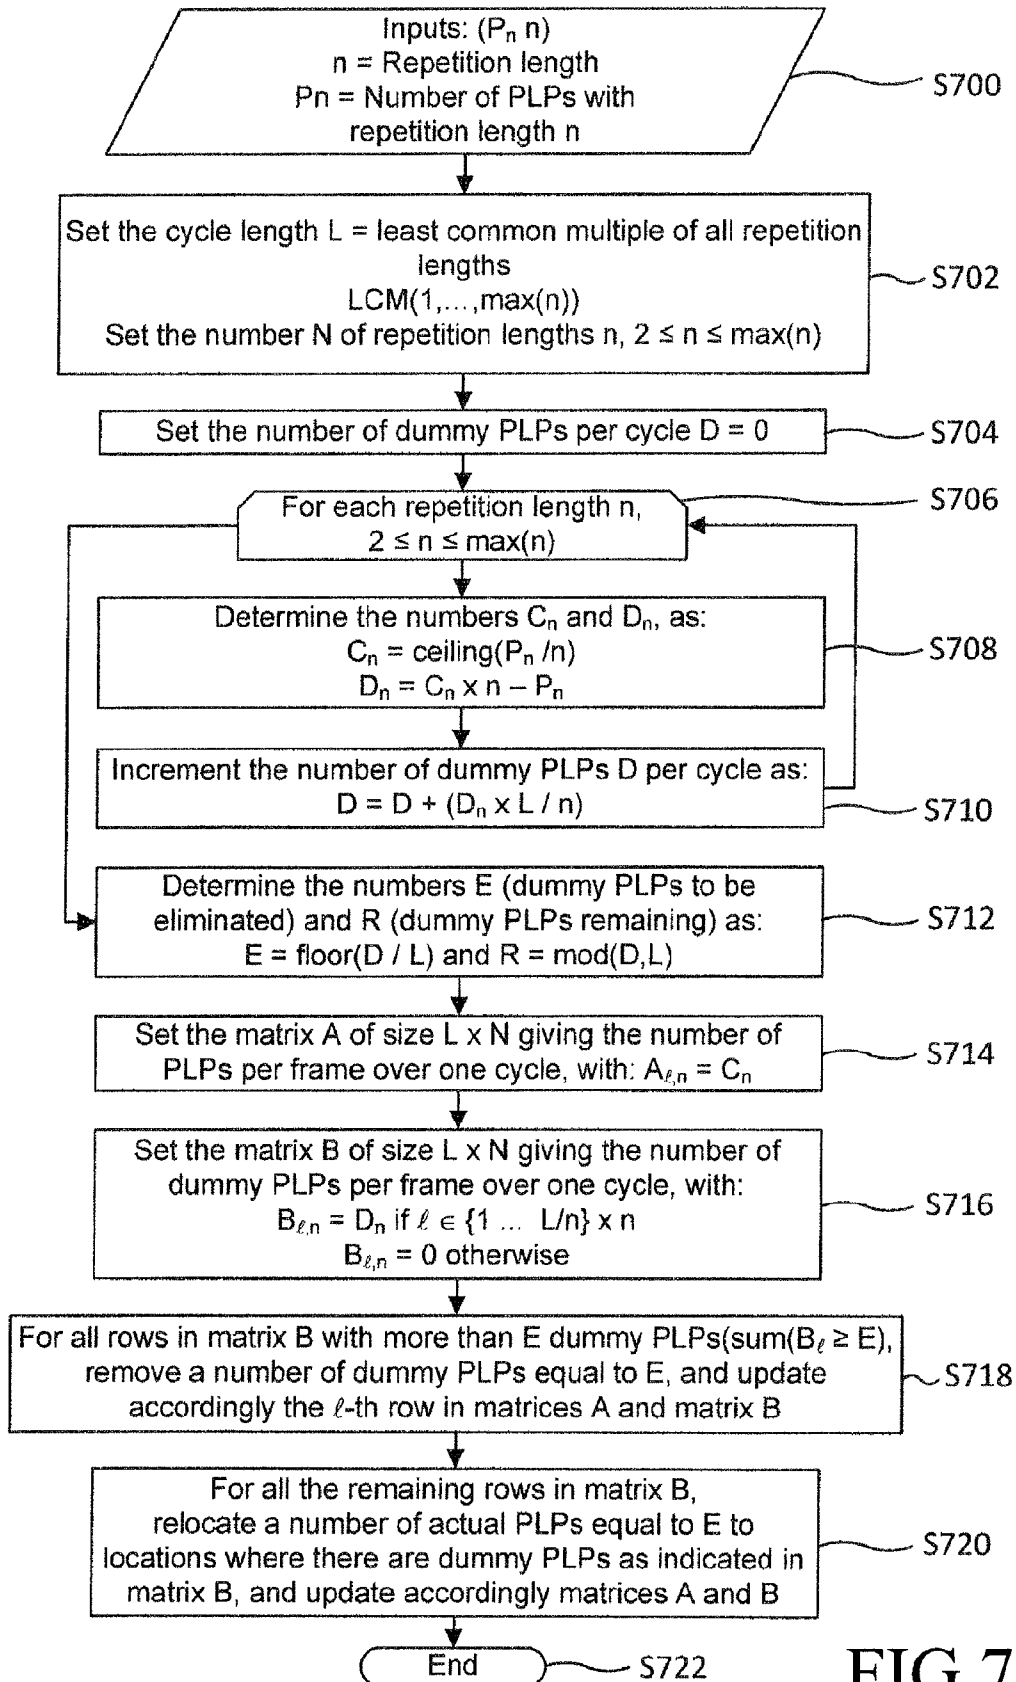 Inputs: (Pn n)
n = Repetition length
Pn = Number of PLPs with
repetition length n
S700
Set the cycle length L = least common multiple of all repetition
lengths
LCM(1,...,max(n))
Set the number N of repetition lengths n, 2 ≤ n ≤ max(n)
S702
Set the number of dummy PLPs per cycle D = 0
S704
For each repetition length n,
2 ≤ n ≤ max(n)
S706
Determine the numbers Cn and Dn, as:
Cn = ceiling(Pn /n)
Dn = Cn x n – Pn
S708
Increment the number of dummy PLPs D per cycle as:
D = D + (Dn x L / n)
S710
Determine the numbers E (dummy PLPs to be
eliminated) and R (dummy PLPs remaining) as:
E = floor(D / L) and R = mod(D,L)
S712
Set the matrix A of size L x N giving the number of
PLPs per frame over one cycle, with: Aℓ,n = Cn
S714
Set the matrix B of size L x N giving the number of
dummy PLPs per frame over one cycle, with:
Bℓ,n = Dn if ℓ ∈ {1 ... L/n} x n
Bℓ,n = 0 otherwise
S716
For all rows in matrix B with more than E dummy PLPs(sum(Bℓ ≥ E),
remove a number of dummy PLPs equal to E, and update
accordingly the ℓ-th row in matrices A and matrix B
S718
For all the remaining rows in matrix B,
relocate a number of actual PLPs equal to E to
locations where there are dummy PLPs as indicated in
matrix B, and update accordingly matrices A and B
S720
End
S722
FIG 7